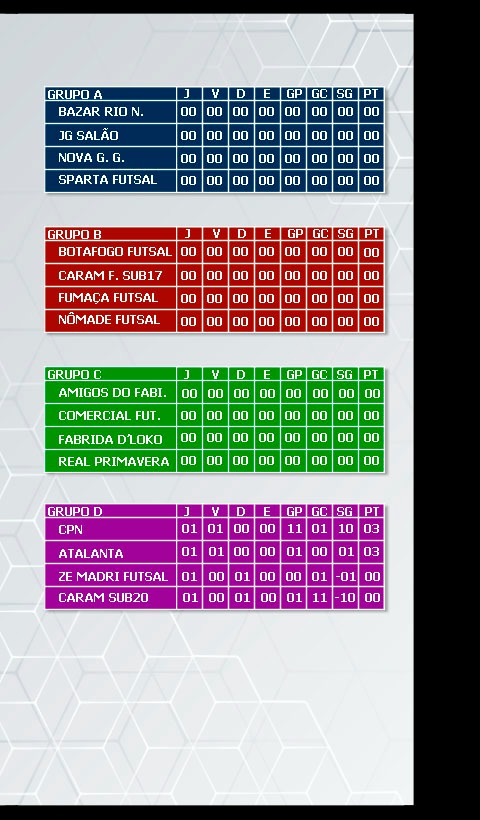 GRUPO A J V D E GP GC SG PT
BAZAR RIO N. 00 00 00 00 00 00 00 00
JG SALÃO 00 00 00 00 00 00 00 00
NOVA G. G. 00 00 00 00 00 00 00 00
SPARTA FUTSAL 00 00 00 00 00 00 00 00
GRUPO B J V D E GP GC SG PT
BOTAFOGO FUTSAL 00 00 00 00 00 00 00 00
CARAM F. SUB17 00 00 00 00 00 00 00 00
FUMAÇA FUTSAL 00 00 00 00 00 00 00 00
NÔMADE FUTSAL 00 00 00 00 00 00 00 00
GRUPO C J V D E GP GC SG PT
AMIGOS DO FABI. 00 00 00 00 00 00 00 00
COMERCIAL FUT. 00 00 00 00 00 00 00 00
FABRIDA D'LOKO 00 00 00 00 00 00 00 00
REAL PRIMAVERA 00 00 00 00 00 00 00 00
GRUPO D J V D E GP GC SG PT
CPN 01 01 00 00 11 01 10 03
ATALANTA 01 01 00 00 01 00 01 03
ZE MADRI FUTSAL 01 00 01 00 00 01 -01 00
CARAM SUB20 01 00 01 00 01 11 -10 00